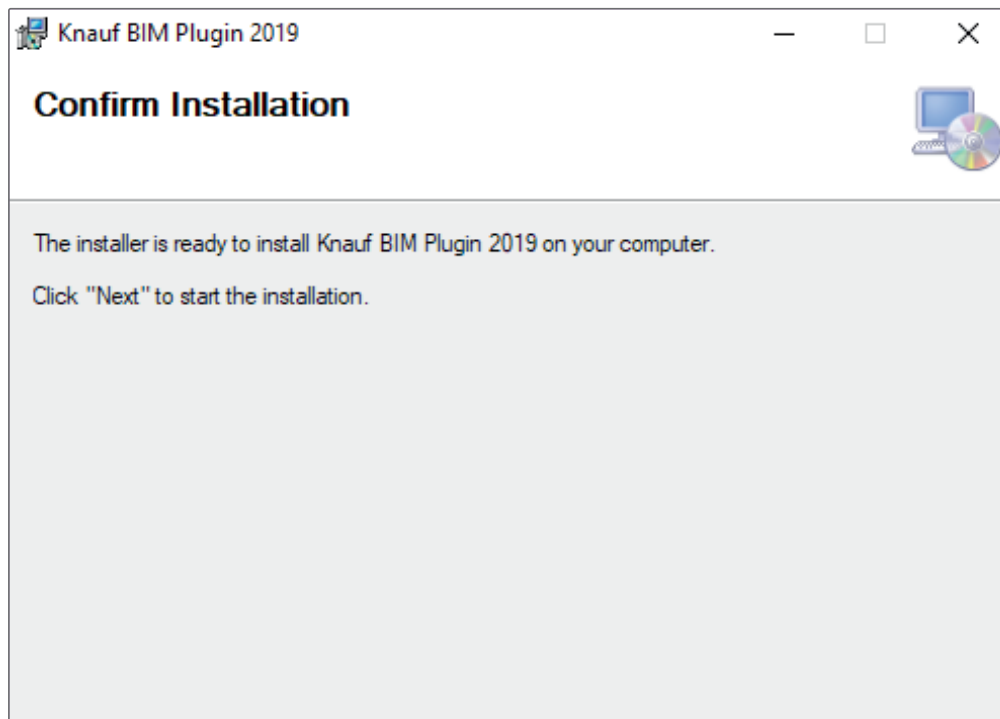 Knauf BIM Plugin 2019
Confirm Installation
The installer is ready to install Knauf BIM Plugin 2019 on your computer.
Click "Next" to start the installation.